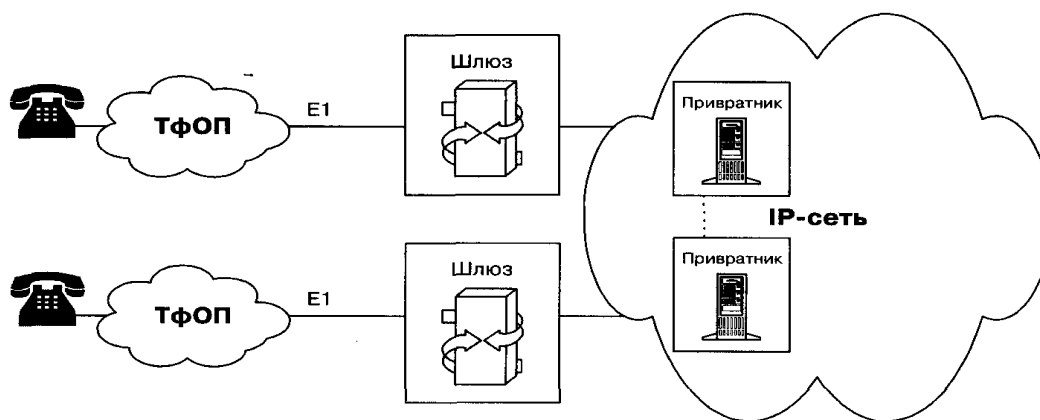 Шлюз
Привратник
ТфОП
E1
IP-сеть
Шлюз
Привратник
ТфОП
E1